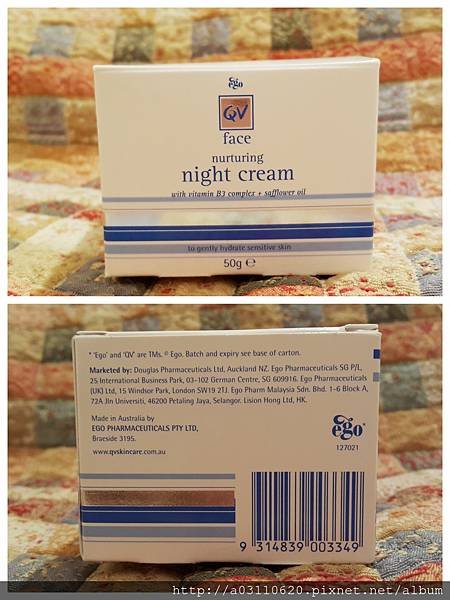 ego
QV
face
nurturing
night cream
with vitamin B3 complex + safflower oil
to gently hydrate sensitive skin
50g ℮
* 'Ego' and 'QV' are TMs. © Ego. Batch and expiry see base of carton.
Marketed by: Douglas Pharmaceuticals Ltd, Auckland NZ. Ego Pharmaceuticals SG P/L,
25 International Business Park, 03-102 German Centre, SG 609916. Ego Pharmaceuticals
(UK) Ltd, 15 Windsor Park, London SW19 2TJ. Ego Pharm Malaysia Sdn. Bhd. 1-6 Block A,
72A Jln Universiti, 46200 Petaling Jaya, Selangor. Lision Hong Ltd, HK.
Made in Australia by
EGO PHARMACEUTICALS PTY LTD,
Braeside 3195.
www.qvskincare.com.au
ego®
127021
9 314839 003349
http://a03110620.pixnet.net/album